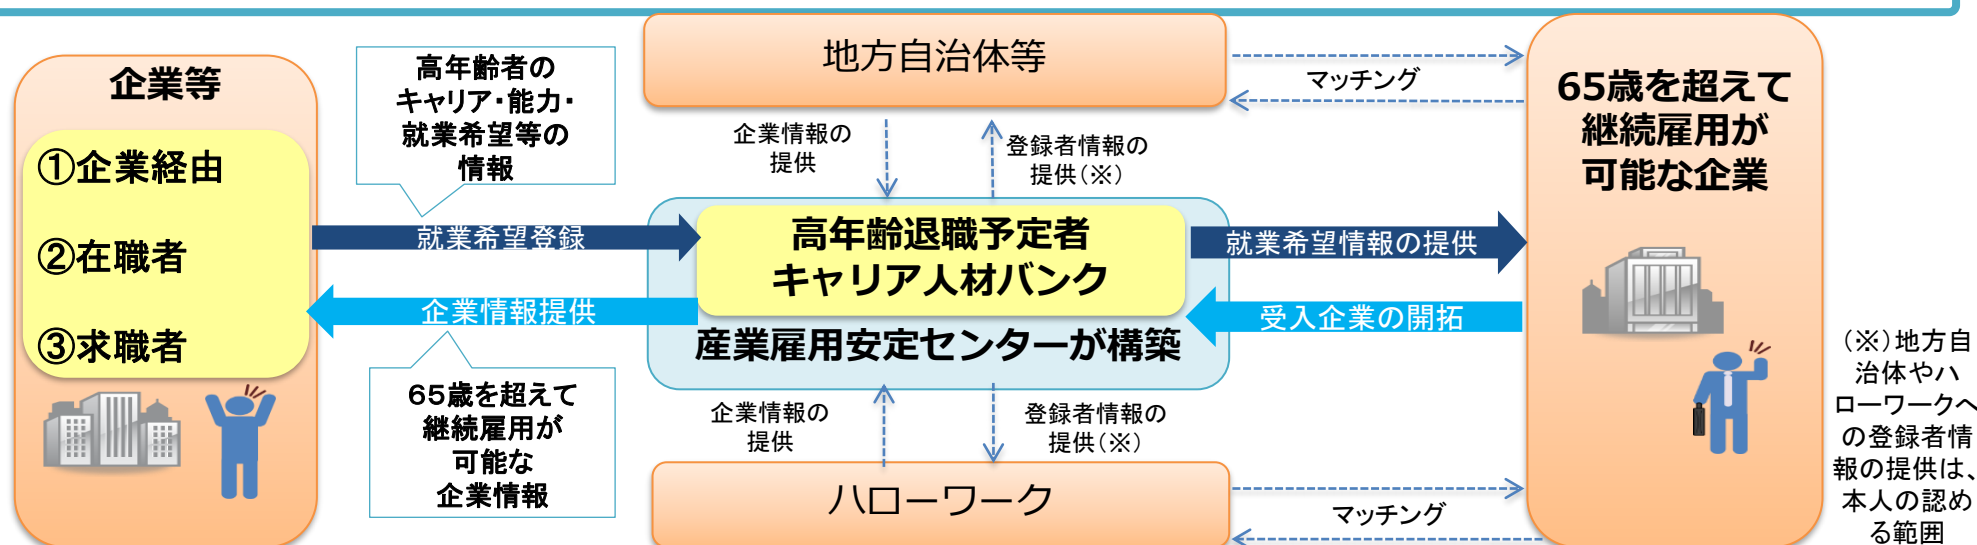 企業等
①企業経由
②在職者
③求職者
高年齢者の
キャリア・能力・
就業希望等の
情報
就業希望登録
企業情報提供
65歳を超えて
継続雇用が
可能な
企業情報
地方自治体等
企業情報の
提供
登録者情報の
提供(※)
高年齢退職予定者
キャリア人材バンク
産業雇用安定センターが構築
企業情報の
提供
登録者情報の
提供(※)
ハローワーク
マッチング
就業希望情報の提供
受入企業の開拓
マッチング
65歳を超えて
継続雇用が
可能な企業
(※)地方自
治体やハ
ローワークへ
の登録者情
報の提供は、
本人の認め
る範囲